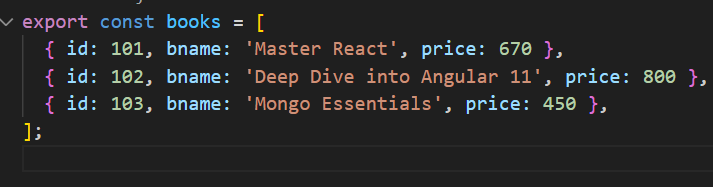 export const books = [
  { id: 101, bname: 'Master React', price: 670 },
  { id: 102, bname: 'Deep Dive into Angular 11', price: 800 },
  { id: 103, bname: 'Mongo Essentials', price: 450 },
];